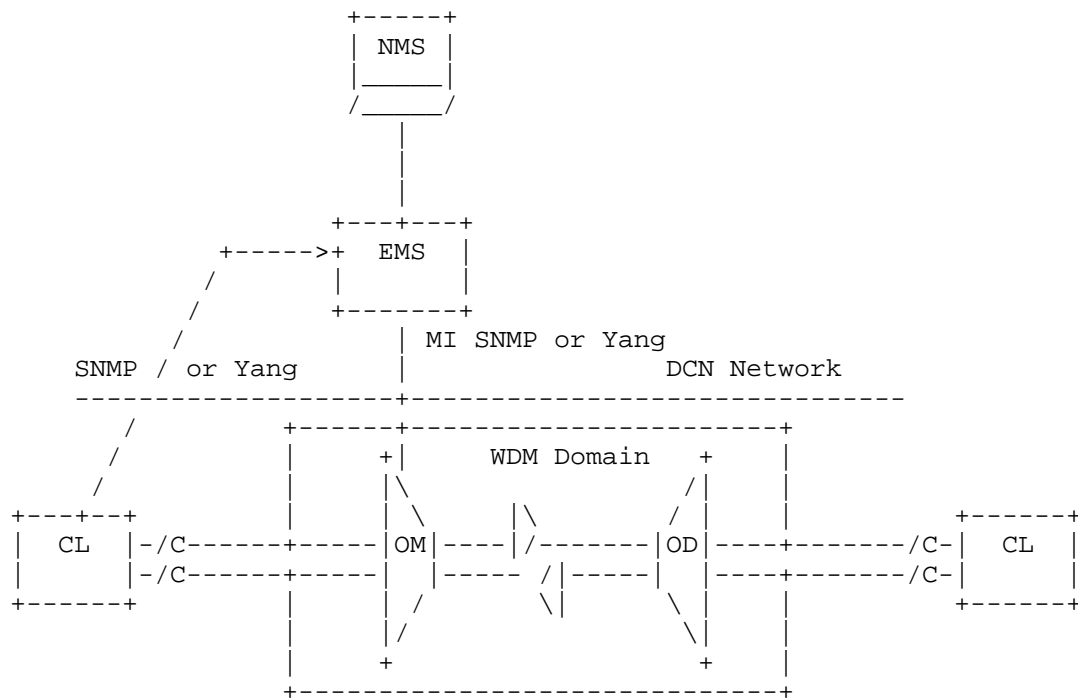 NMS
EMS
MI SNMP or Yang
SNMP / or Yang DCN Network
WDM Domain
CL -/C- OM OD -/C- CL
-/C- -/C-